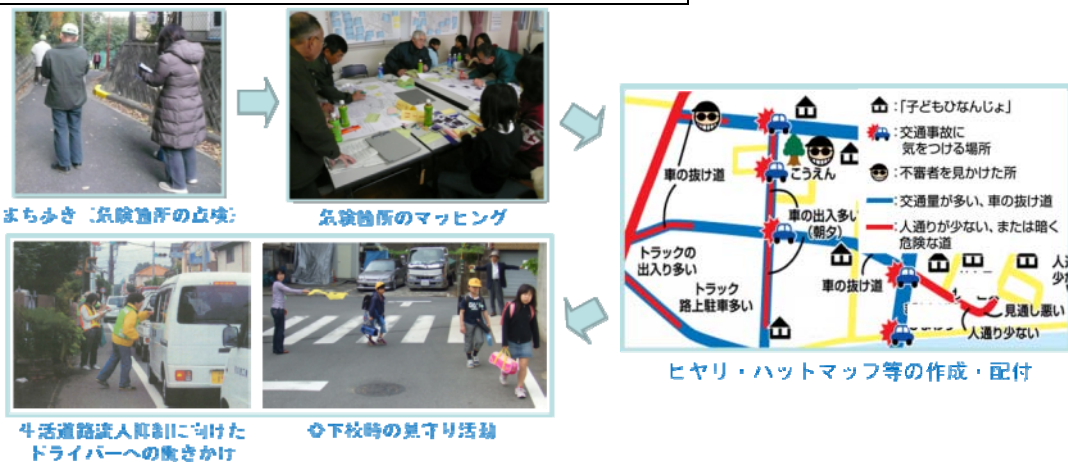 まち歩き（危険箇所の点検）
危険箇所のマッピング
：「子どもひなんじょ」
：交通事故に
気をつける場所
：不審者を見かけた所
：交通量が多い、車の抜け道
：人通りが少ない、または暗く
危険な道
車の抜け道
こうえん
車の出入多い
（朝夕）
トラックの
出入り多い
トラック
路上駐車多い
車の抜け道
見通し悪い
人通り少ない
ヒヤリ・ハットマップ等の作成・配付
生活道路流入抑制に向けた
ドライバーへの働きかけ
登下校時の見守り活動